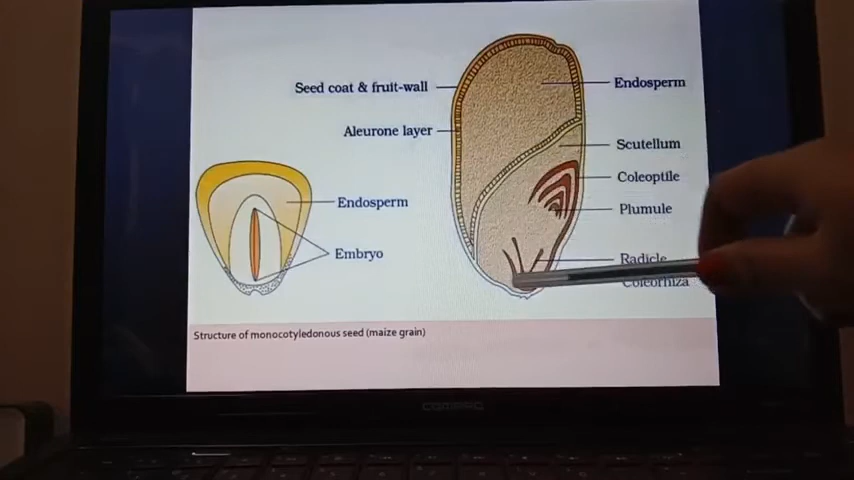 Seed coat & fruit-wall
Aleurone layer
Endosperm
Embryo
Endosperm
Scutellum
Coleoptile
Plumule
Radicle
Coleorhiza
Structure of monocotyledonous seed (maize grain)
COMPAQ